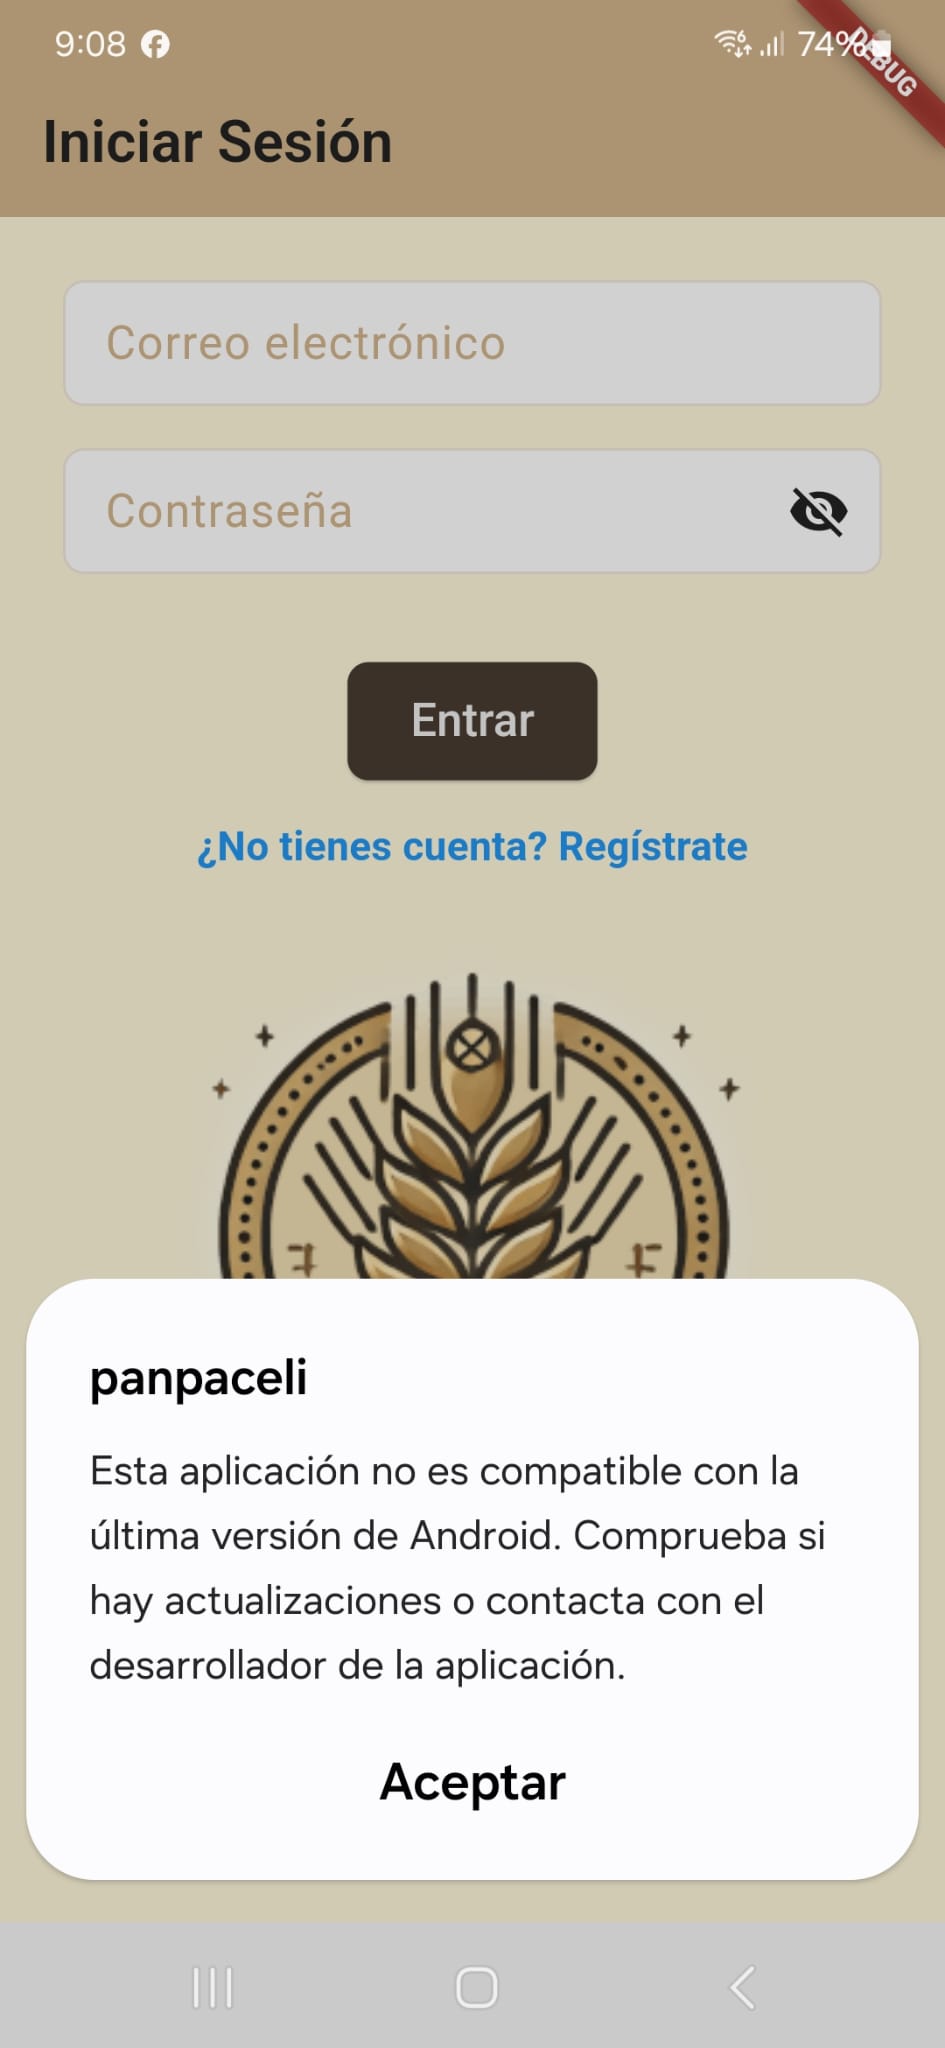 9:08
74%
DEBUG
Iniciar Sesión
Correo electrónico
Contraseña
Entrar
¿No tienes cuenta? Regístrate
panpaceli
Esta aplicación no es compatible con la
última versión de Android. Comprueba si
hay actualizaciones o contacta con el
desarrollador de la aplicación.
Aceptar